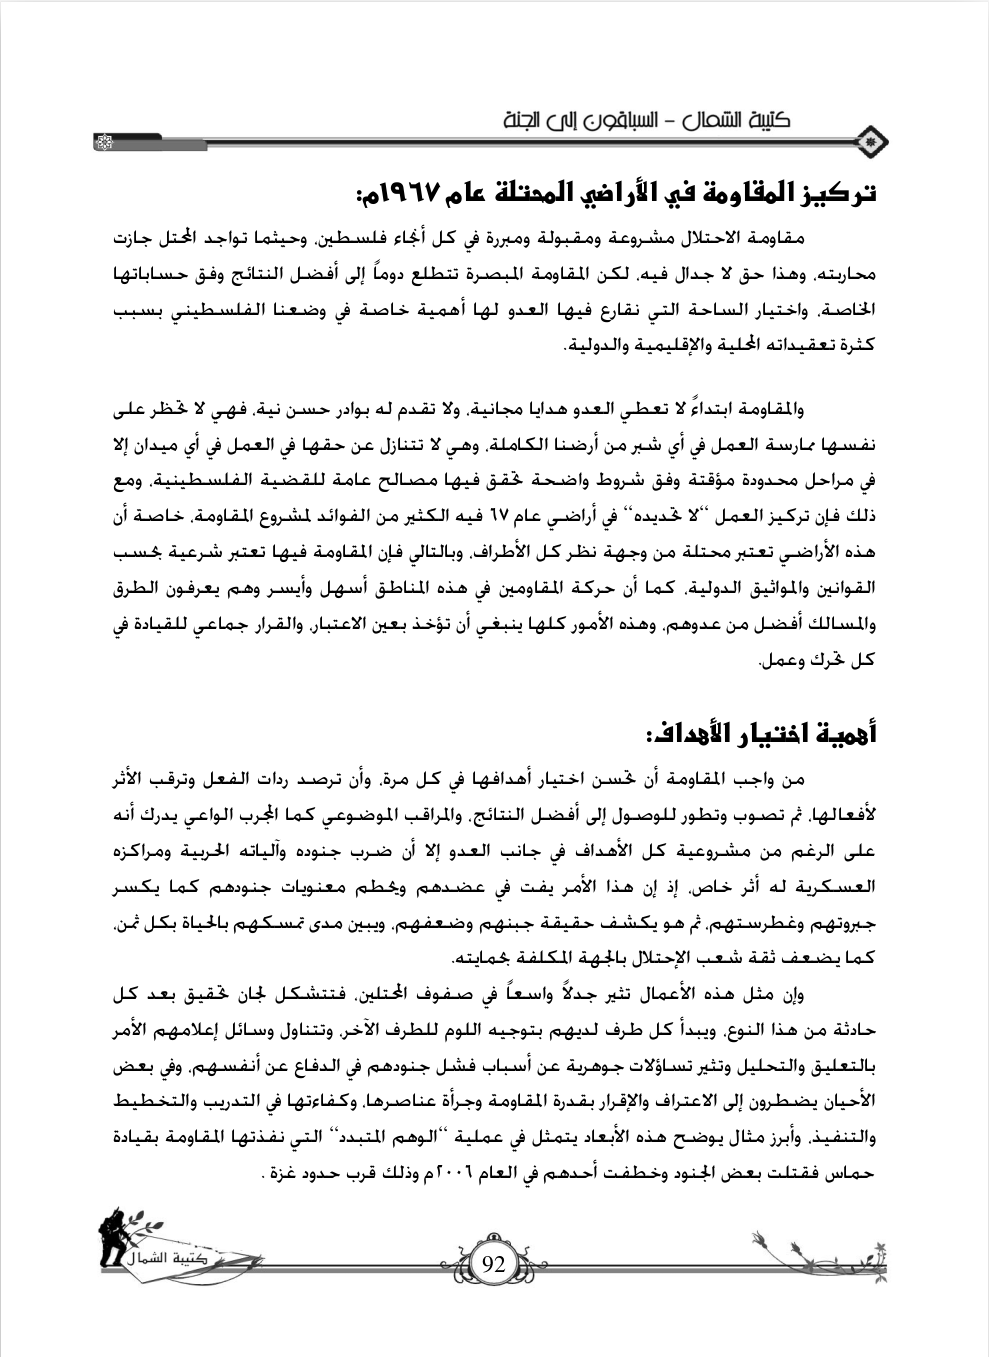 كتيبة الشمال - السباقون إلى الجنة
تركيز المقاومة في الأراضي المحتلة عام ١٩٦٧م:
مقاومة الاحتلال مشروعة ومقبولة ومبررة في كل أنحاء فلسطين، وحيثما تواجد المحتل جازت
محاربته، وهذا حق لا جدال فيه، لكن المقاومة المبصرة تتطلع دوماً إلى أفضل النتائج وفق حساباتها
الخاصة، واختيار الساحة التي نقارع فيها العدو لها أهمية خاصة في وضعنا الفلسطيني بسبب
كثرة تعقيداته المحلية والإقليمية والدولية.
والمقاومة ابتداءً لا تعطي العدو هدايا مجانية، ولا تقدم له بوادر حسن نية، فهي لا تحظر على
نفسها ممارسة العمل في أي شبر من أرضنا الكاملة، وهي لا تتنازل عن حقها في العمل في أي ميدان إلا
في مراحل محدودة مؤقتة وفق شروط واضحة تحقق فيها مصالح عامة للقضية الفلسطينية، ومع
ذلك فإن تركيز العمل “لا تحديده“ في أراضي عام ٦٧ فيه الكثير من الفوائد لمشروع المقاومة، خاصة أن
هذه الأراضي تعتبر محتلة من وجهة نظر كل الأطراف، وبالتالي فإن المقاومة فيها تعتبر شرعية بحسب
القوانين والمواثيق الدولية، كما أن حركة المقاومين في هذه المناطق أسهل وأيسر وهم يعرفون الطرق
والمسالك أفضل من عدوهم، وهذه الأمور كلها ينبغي أن تؤخذ بعين الاعتبار، والقرار جماعي للقيادة في
كل تحرك وعمل.
أهمية اختيار الأهداف:
من واجب المقاومة أن تحسن اختيار أهدافها في كل مرة، وأن ترصد ردات الفعل وترقب الأثر
لأفعالها، ثم تصوب وتطور للوصول إلى أفضل النتائج، والمراقب الموضوعي كما المجرب الواعي يدرك أنه
على الرغم من مشروعية كل الأهداف في جانب العدو إلا أن ضرب جنوده وآلياته الحربية ومراكزه
العسكرية له أثر خاص، إذ إن هذا الأمر يفت في عضدهم ويحطم معنويات جنودهم كما يكسر
جبروتهم وغطرستهم، ثم هو يكشف حقيقة جبنهم وضعفهم، ويبين مدى تمسكهم بالحياة بكل ثمن،
كما يضعف ثقة شعب الإحتلال بالجهة المكلفة بحمايته.
وإن مثل هذه الأعمال تثير جدلاً واسعاً في صفوف المحتلين، فتتشكل لجان تحقيق بعد كل
حادثة من هذا النوع، ويبدأ كل طرف لديهم بتوجيه اللوم للطرف الآخر، وتتناول وسائل إعلامهم الأمر
بالتعليق والتحليل وتثير تساؤلات جوهرية عن أسباب فشل جنودهم في الدفاع عن أنفسهم، وفي بعض
الأحيان يضطرون إلى الاعتراف والإقرار بقدرة المقاومة وجرأة عناصرها، وكفاءتها في التدريب والتخطيط
والتنفيذ، وأبرز مثال يوضح هذه الأبعاد يتمثل في عملية “الوهم المتبدد“ التي نفذتها المقاومة بقيادة
حماس فقتلت بعض الجنود وخطفت أحدهم في العام ٢٠٠٦م وذلك قرب حدود غزة .
كتيبة الشمال
92